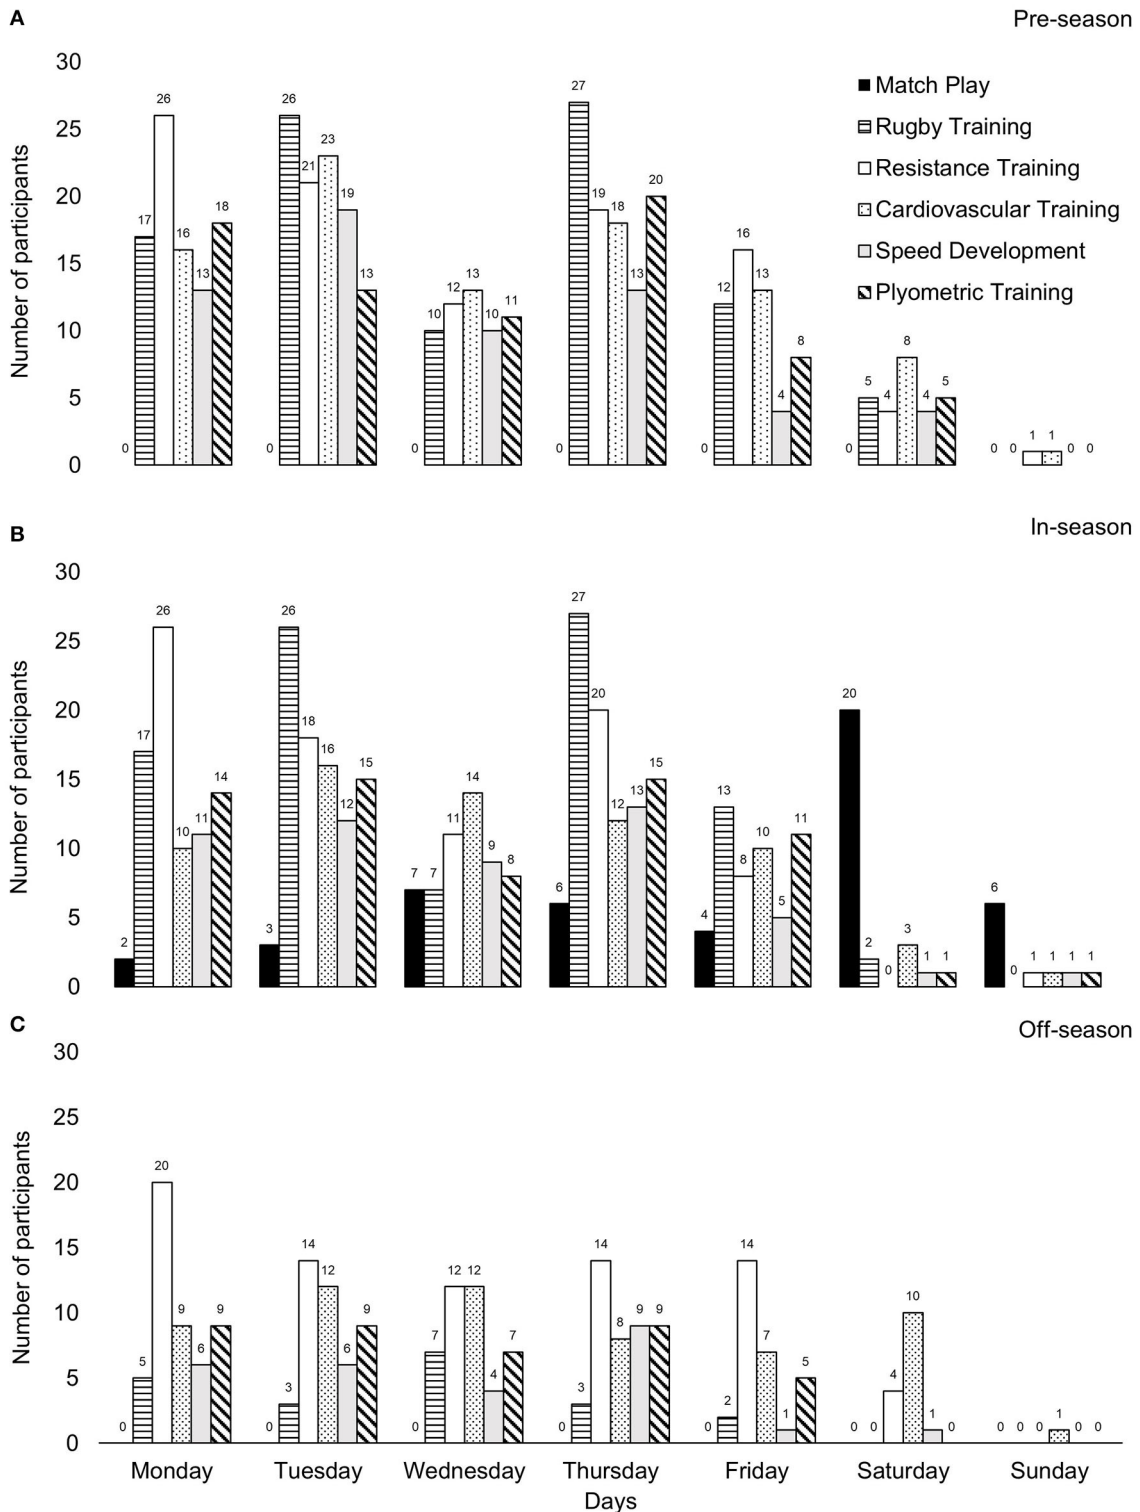 A
Pre-season
30
25
20
15
10
5
0
Number of participants
Match Play
Rugby Training
Resistance Training
Cardiovascular Training
Speed Development
Plyometric Training
0 17 26 16 13 18
0 26 21 23 19 13
0 10 12 13 10 11
0 27 19 18 13 20
0 12 16 13 4 8
0 5 4 8 4 5
0 0 1 1 0 0
B
In-season
30
25
20
15
10
5
0
Number of participants
2 17 26 10 11 14
3 26 18 16 12 15
7 7 11 14 9 8
6 27 20 12 13 15
4 13 8 10 5 11
20 2 0 3 1 1
6 0 1 1 1 1
C
Off-season
30
25
20
15
10
5
0
Number of participants
0 5 20 9 6 9
0 3 14 12 6 9
0 7 12 12 4 7
0 3 14 8 9 9
0 2 14 7 1 5
0 0 4 10 1 0
0 0 0 1 0 0
Monday Tuesday Wednesday Thursday Friday Saturday Sunday
Days